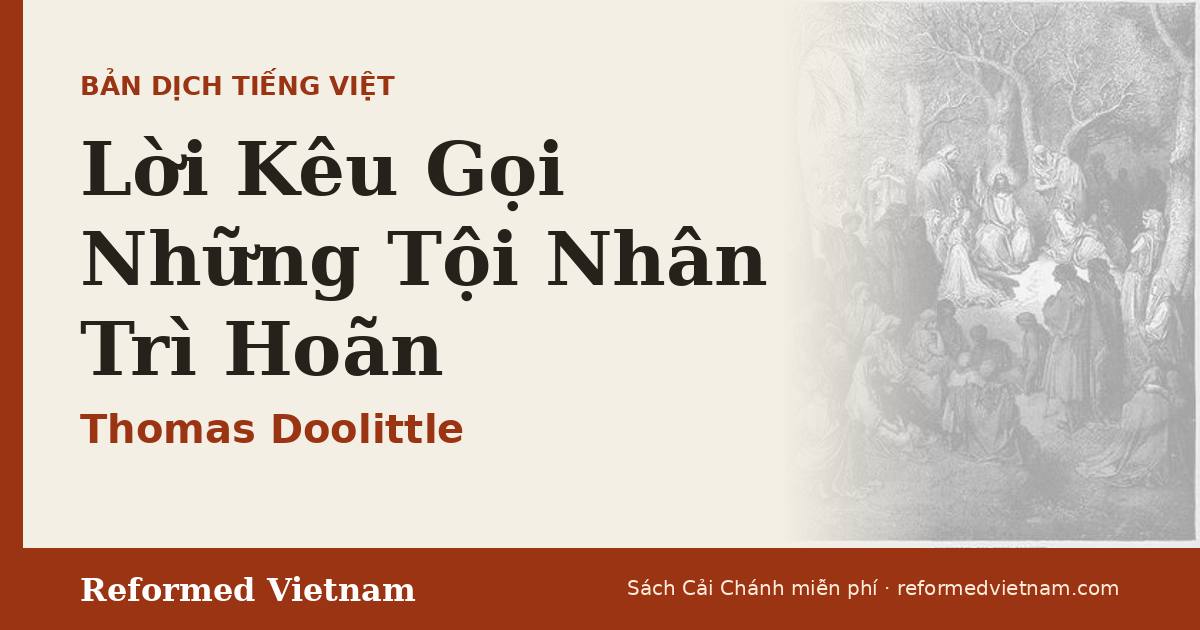 BẢN DỊCH TIẾNG VIỆT
Lời Kêu Gọi
Những Tội Nhân
Trì Hoãn
Thomas Doolittle
Reformed Vietnam
Sách Cải Chánh miễn phí · reformedvietnam.com